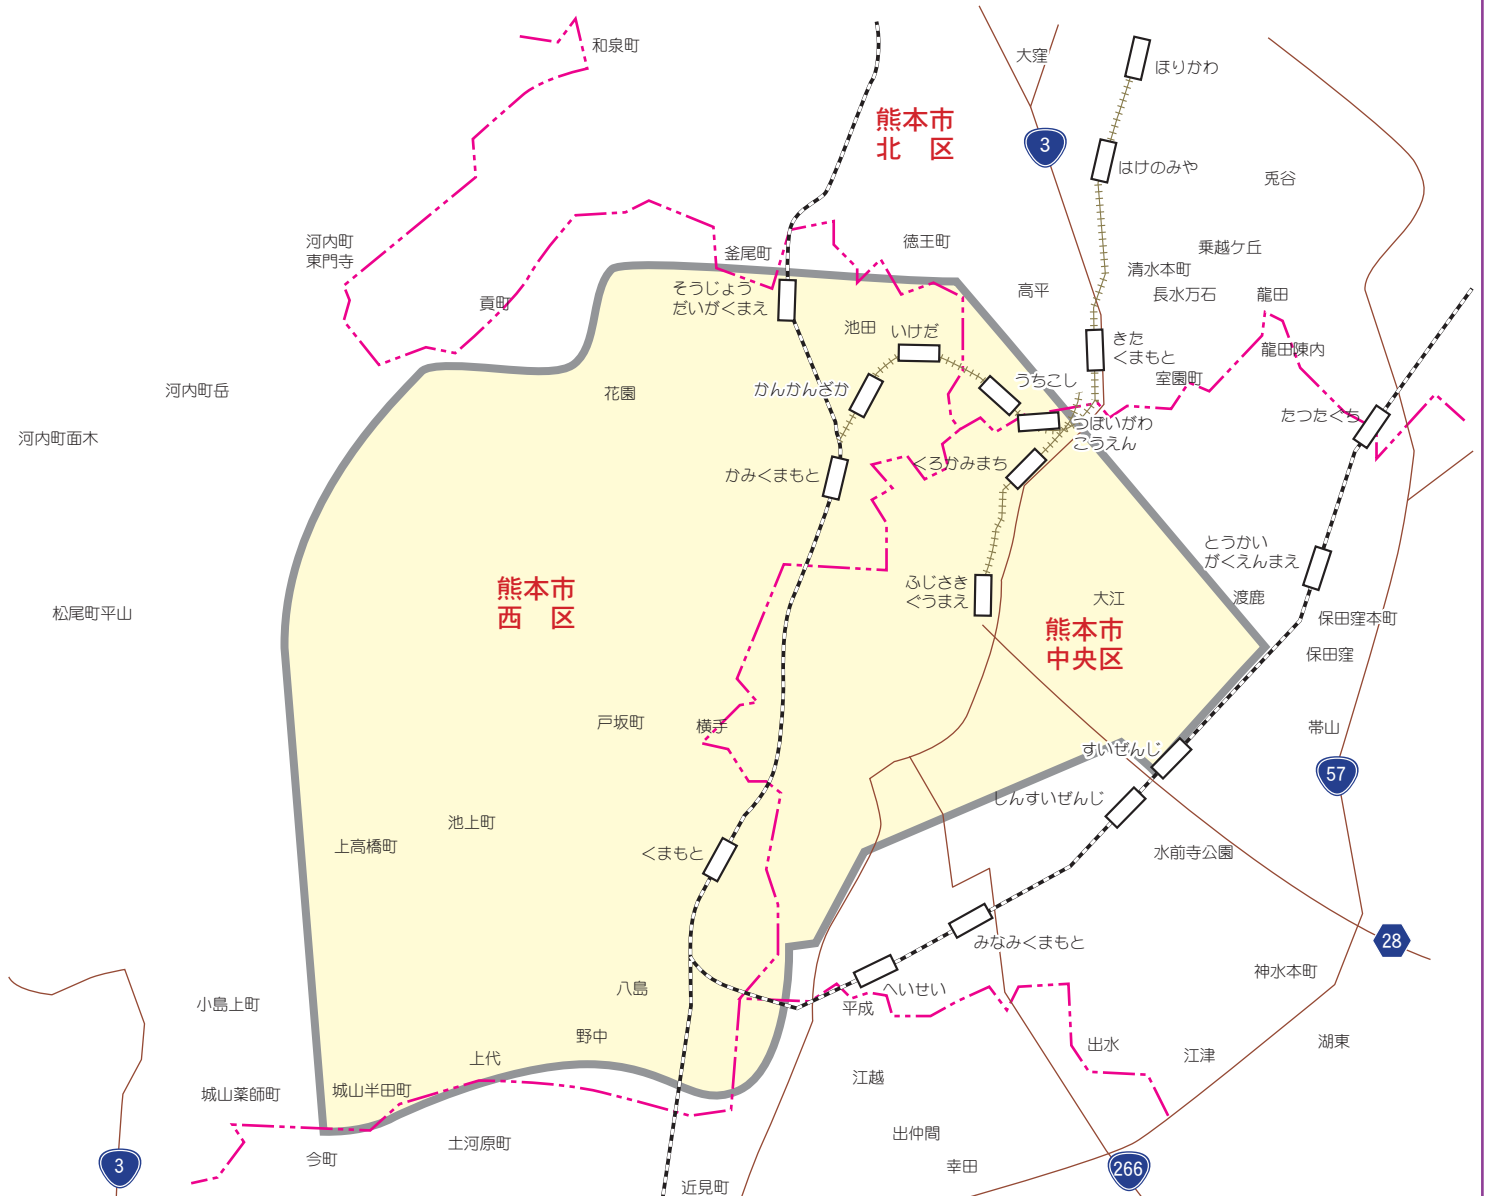 和泉町
大窪
ほりかわ
熊本市
北　区
3
はけのみや
兎谷
河内町
東門寺
釜尾町
徳王町
乗越ケ丘
清水本町
高平
長水万石
龍田
貢町
そうじょう
だいがくまえ
池田
いけだ
きた
くまもと
龍田陳内
室園町
うちこし
かんかんざか
花園
河内町岳
たつたぐち
つぼいがわ
こうえん
河内町面木
くろかみまち
かみくまもと
とうかい
がくえんまえ
熊本市
西　区
ふじさき
ぐうまえ
大江
渡鹿
松尾町平山
保田窪本町
熊本市
中央区
保田窪
戸坂町
横手
帯山
すいぜんじ
57
しんすいぜんじ
池上町
上高橋町
くまもと
水前寺公園
28
みなみくまもと
神水本町
八島
へいせい
小島上町
平成
野中
出水
湖東
上代
江津
江越
城山薬師町
城山半田町
出仲間
土河原町
今町
3
幸田
266
近見町